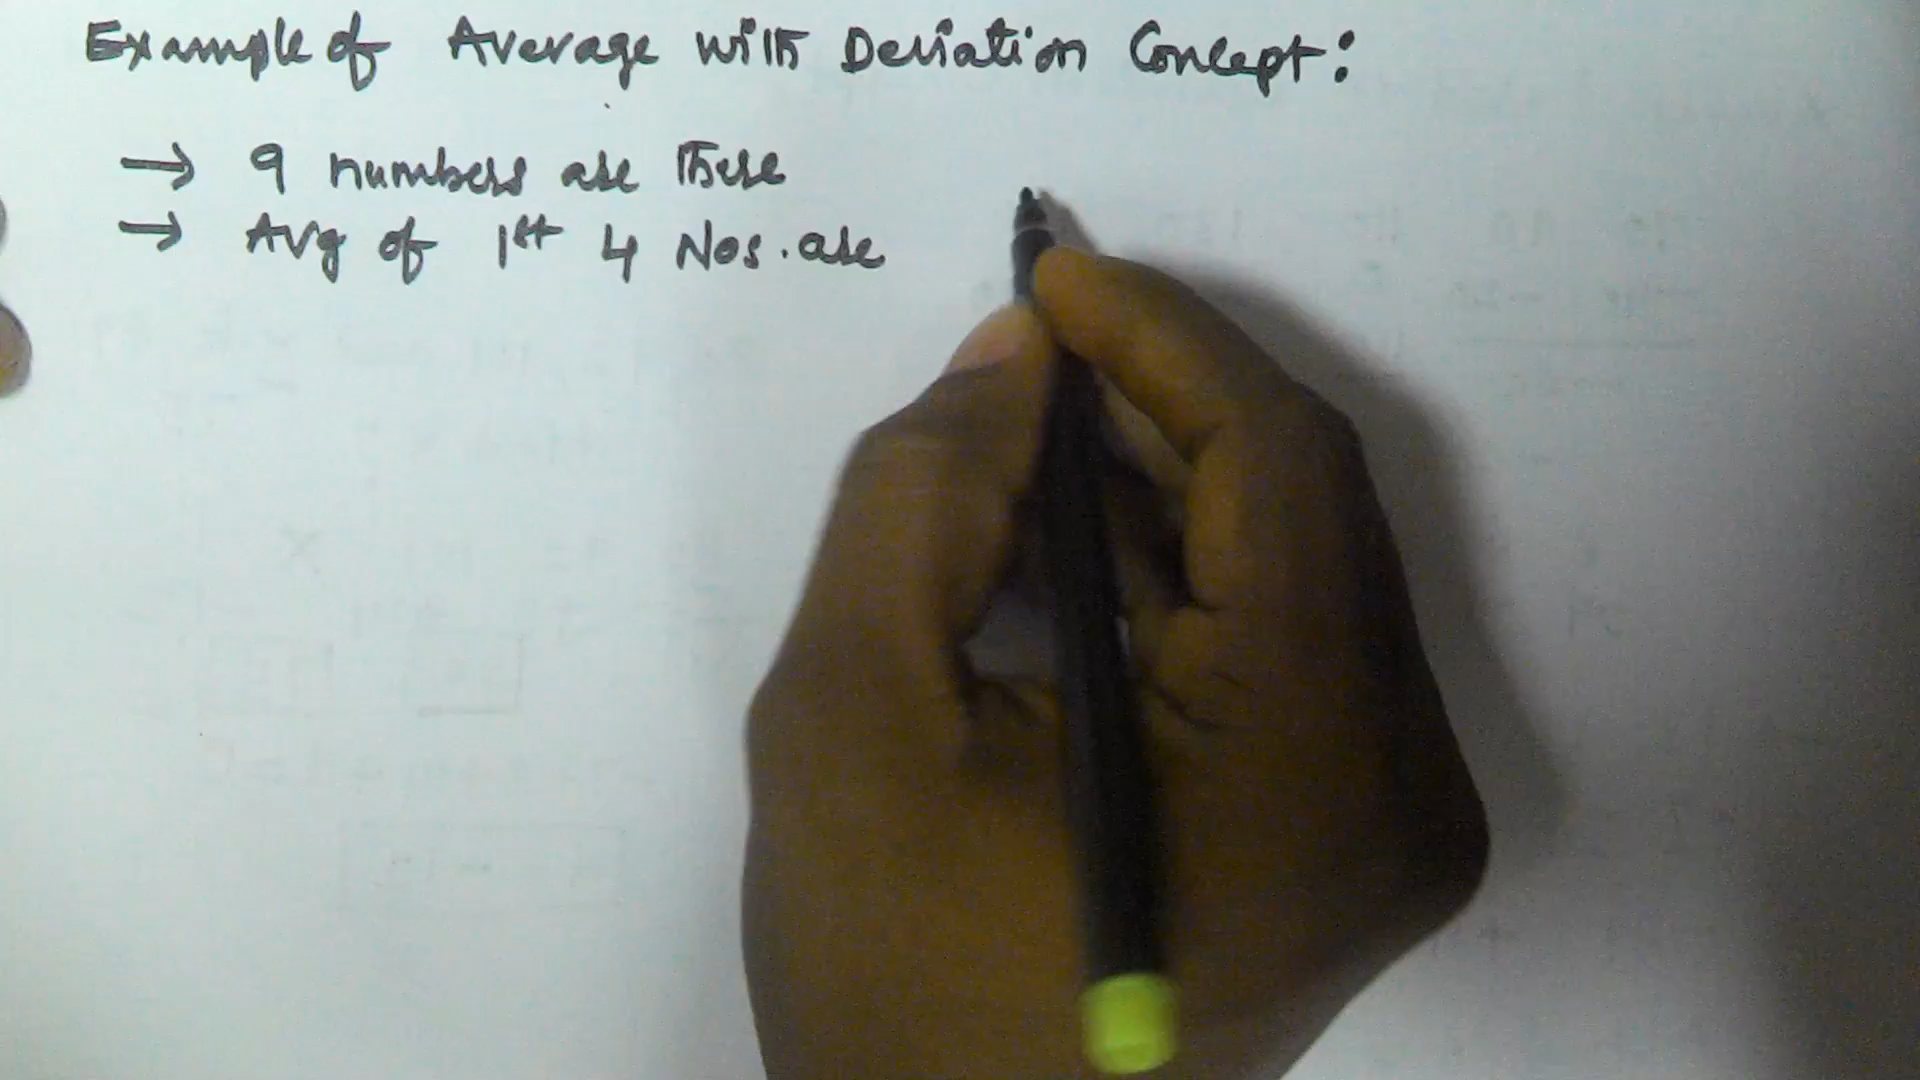 Example of Average with Deviation Concept:
→ 9 numbers are there
→ Avg of 1st 4 Nos. are